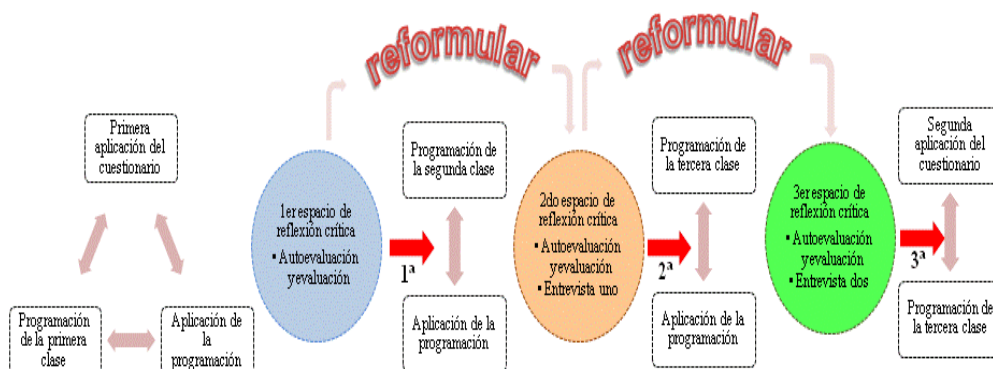 reformular
reformular
Primera
aplicación del
cuestionario
Programación
de la primera
clase
Aplicación de
la
programación
1er espacio de
reflexión crítica
▪ Autoevaluación
yevaluación
1ª
Programación de
la segunda clase
Aplicación de la
programación
2do espacio de
reflexión crítica
▪ Autoevaluación
yevaluación
▪ Entrevista uno
2ª
Programación de
la tercera clase
Aplicación de la
programación
3er espacio de
reflexión crítica
▪ Autoevaluación
yevaluación
▪ Entrevista dos
3ª
Segunda
aplicación del
cuestionario
Programación de
la tercera clase